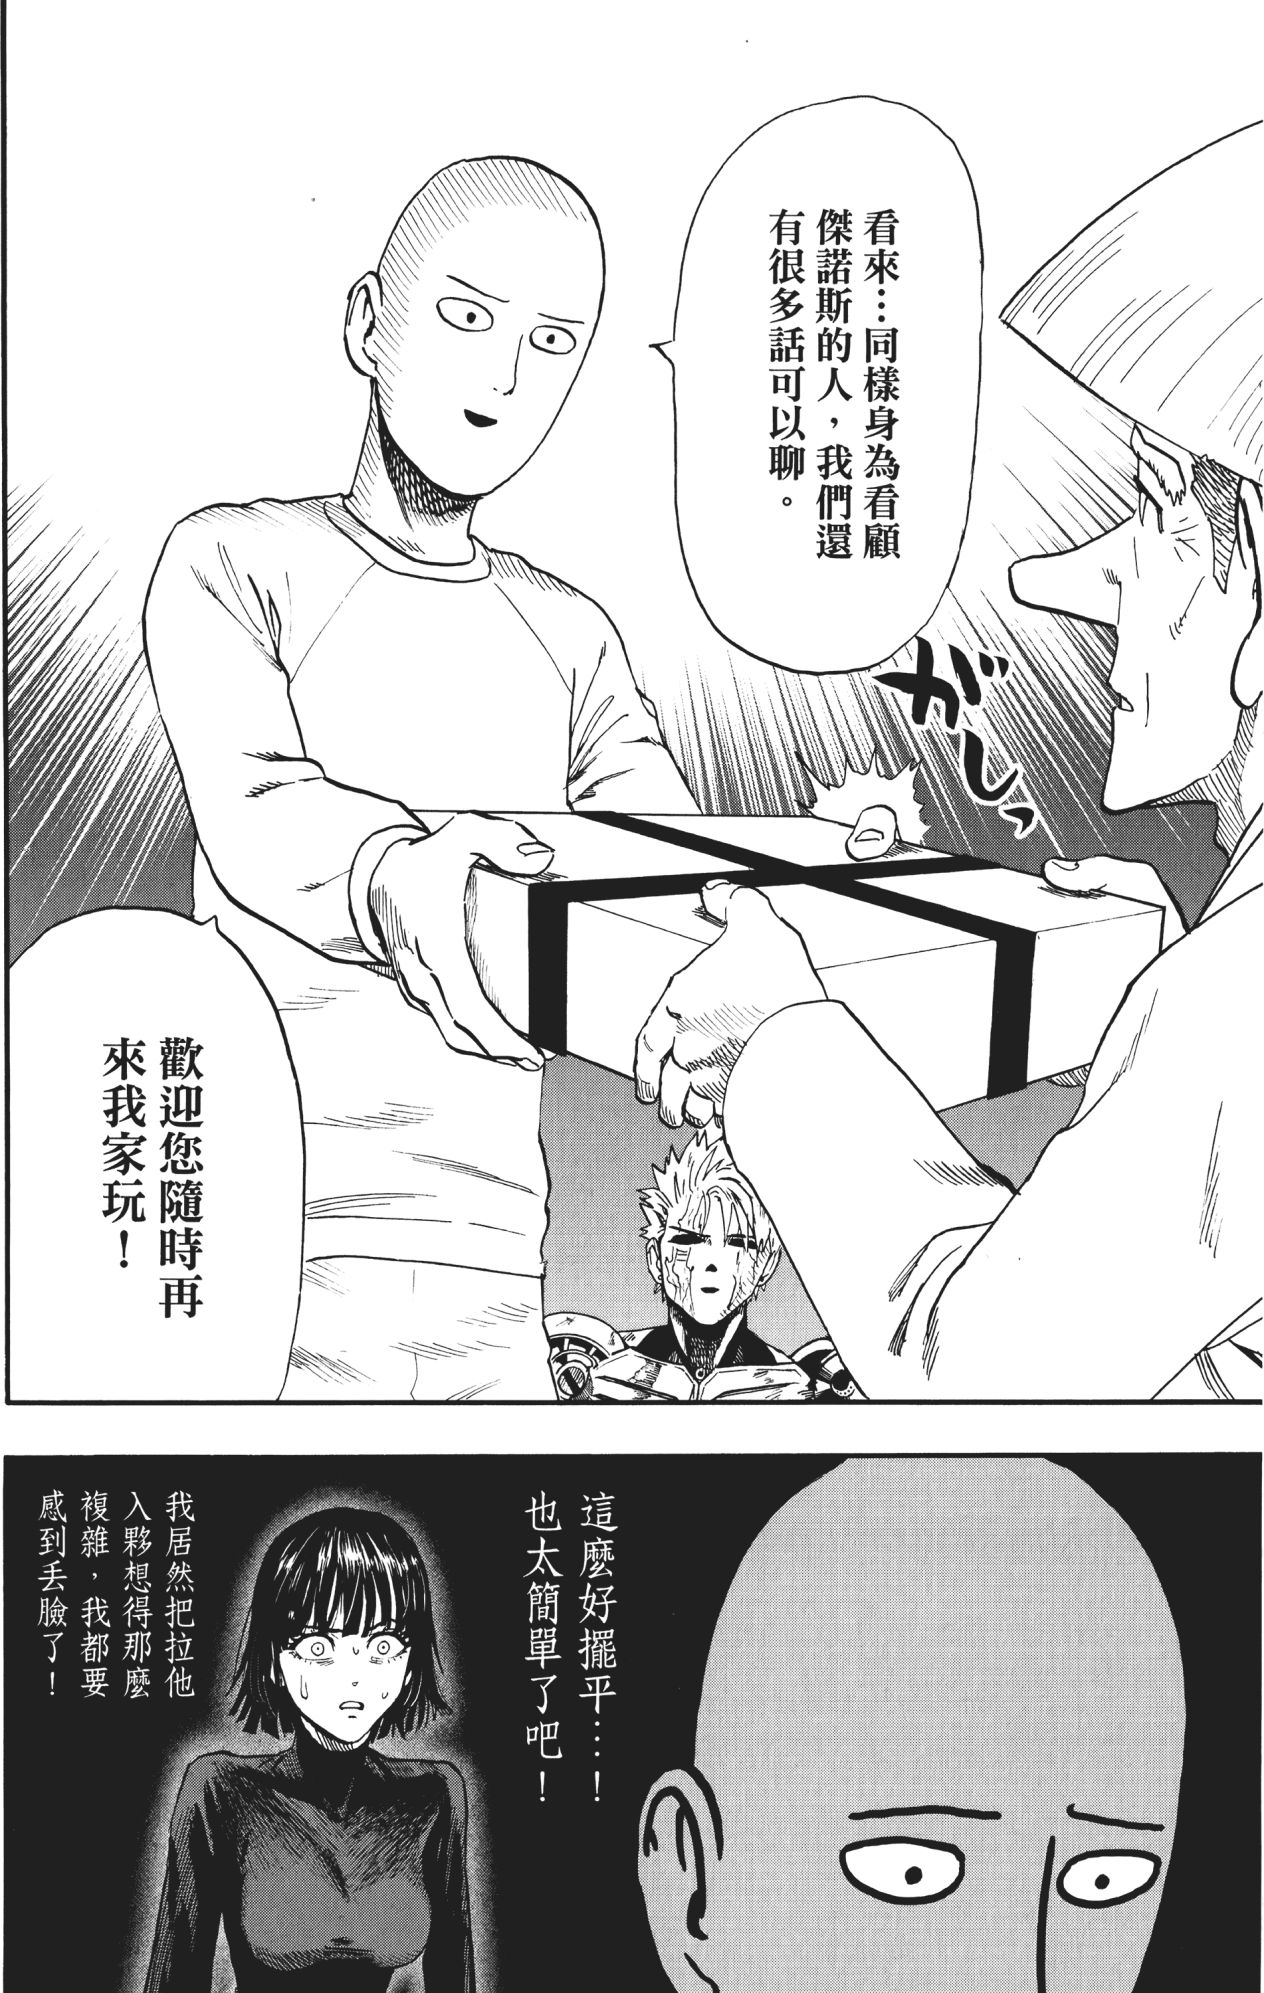 看來…同樣身為看顧
傑諾斯的人，我們還
有很多話可以聊。
がしっ
歡迎您隨時再
來我家玩！
這麼好擺平…！
也太簡單了吧！
我居然把拉他
入夥想得那麼
複雜，我都要
感到丟臉了！